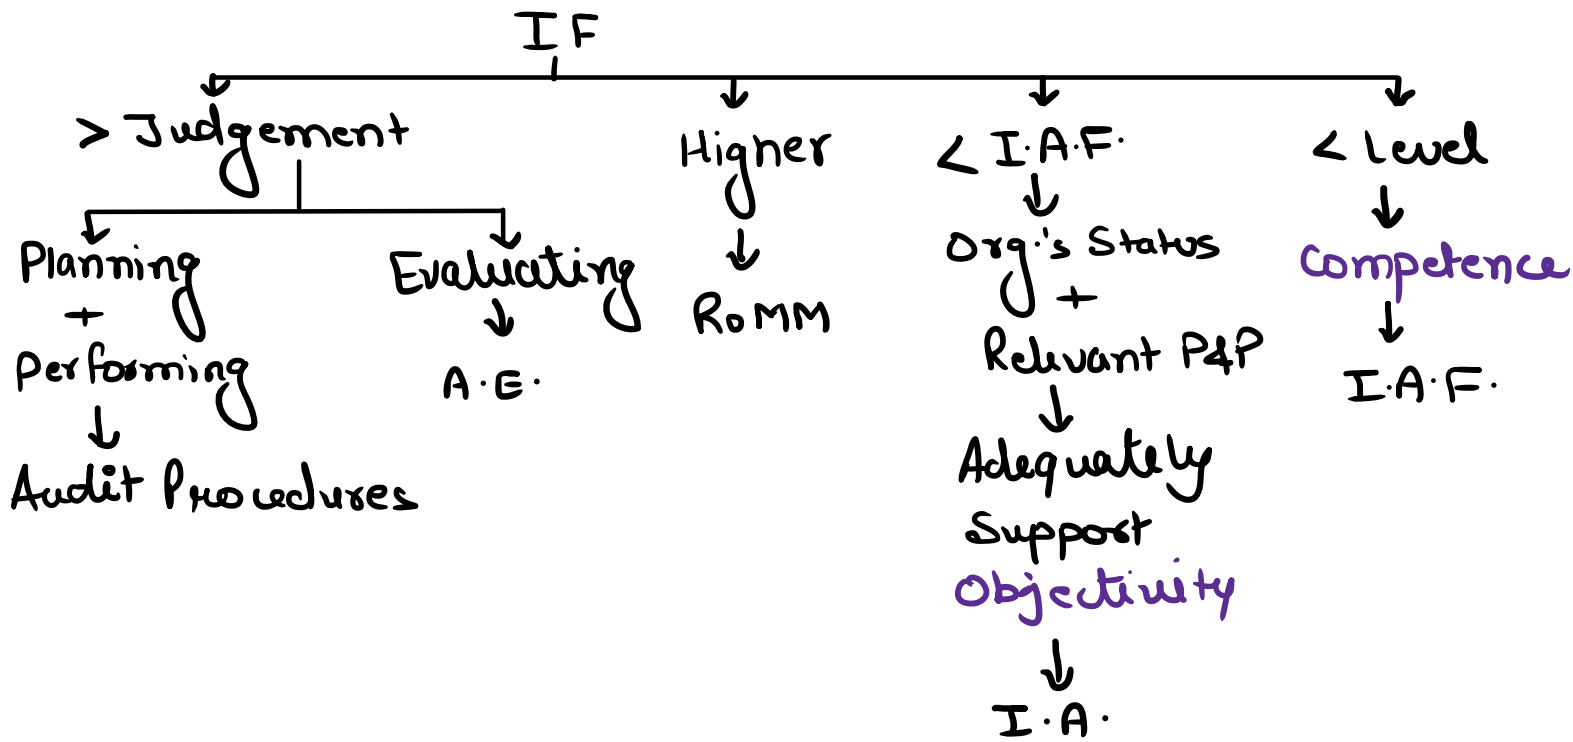 IF
> Judgement
Planning
+
Performing
Audit Procedures
Evaluating
A.E.
Higher
RoMM
< I.A.F.
Org.'s Status
+
Relevant P&P
Adequately
Support
Objectivity
I.A.
< Level
Competence
I.A.F.